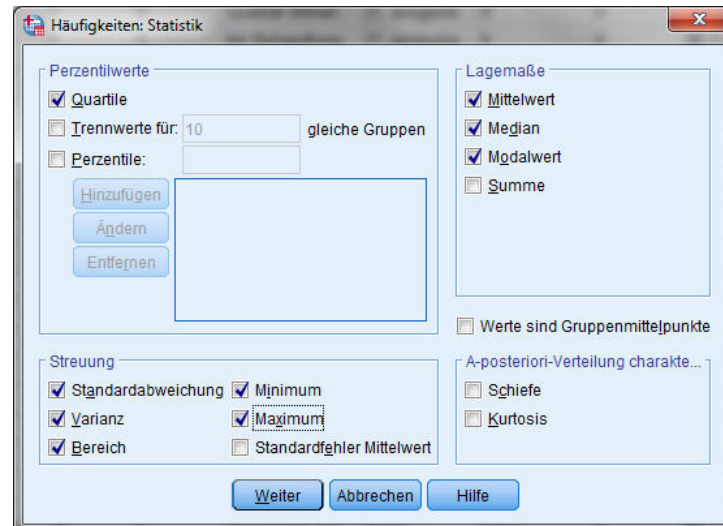 Häufigkeiten: Statistik
Perzentilwerte
Quartile
Trennwerte für: 10 gleiche Gruppen
Perzentile:
Hinzufügen
Ändern
Entfernen
Lagemaße
Mittelwert
Median
Modalwert
Summe
Werte sind Gruppenmittelpunkte
Streuung
Standardabweichung Minimum
Varianz Maximum
Bereich Standardfehler Mittelwert
A-posteriori-Verteilung charakte...
Schiefe
Kurtosis
Weiter Abbrechen Hilfe